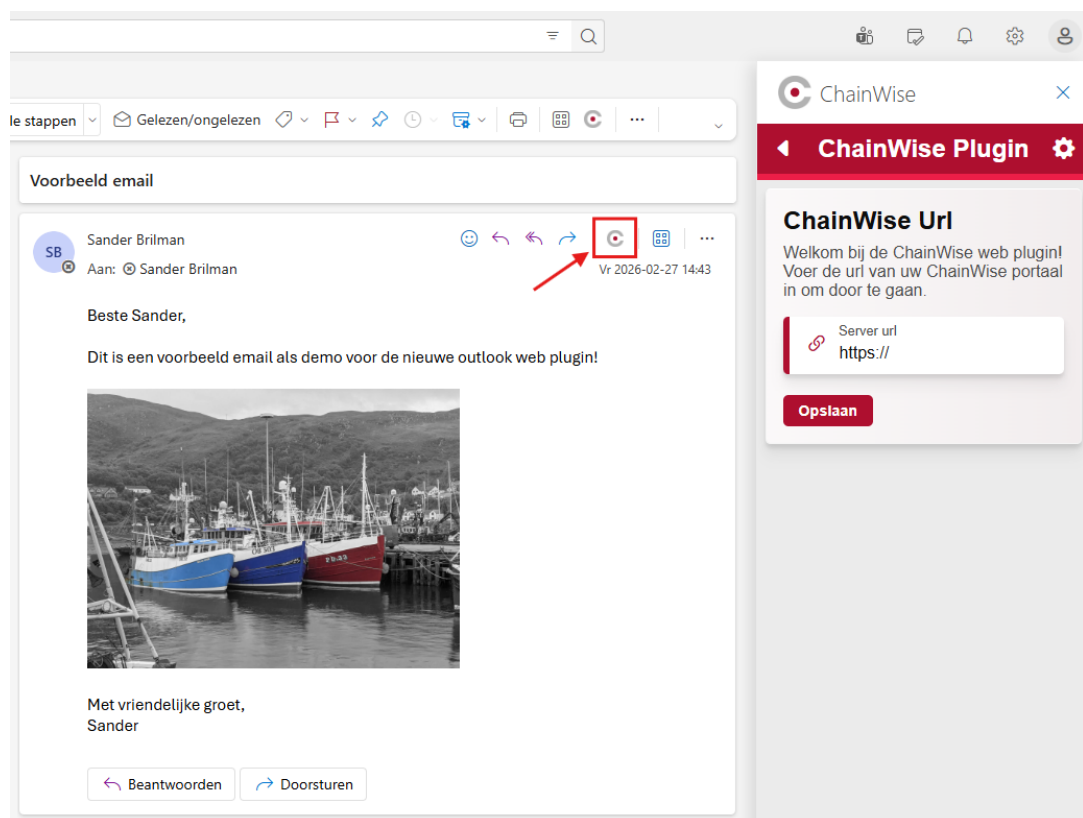 ChainWise
le stappen
Gelezen/ongelezen
ChainWise Plugin
Voorbeeld email
SB
Sander Brilman
Aan: Sander Brilman
Vr 2026-02-27 14:43
Beste Sander,
Dit is een voorbeeld email als demo voor de nieuwe outlook web plugin!
Met vriendelijke groet,
Sander
Beantwoorden
Doorsturen
ChainWise Url
Welkom bij de ChainWise web plugin!
Voer de url van uw ChainWise portaal
in om door te gaan.
Server url
https://
Opslaan